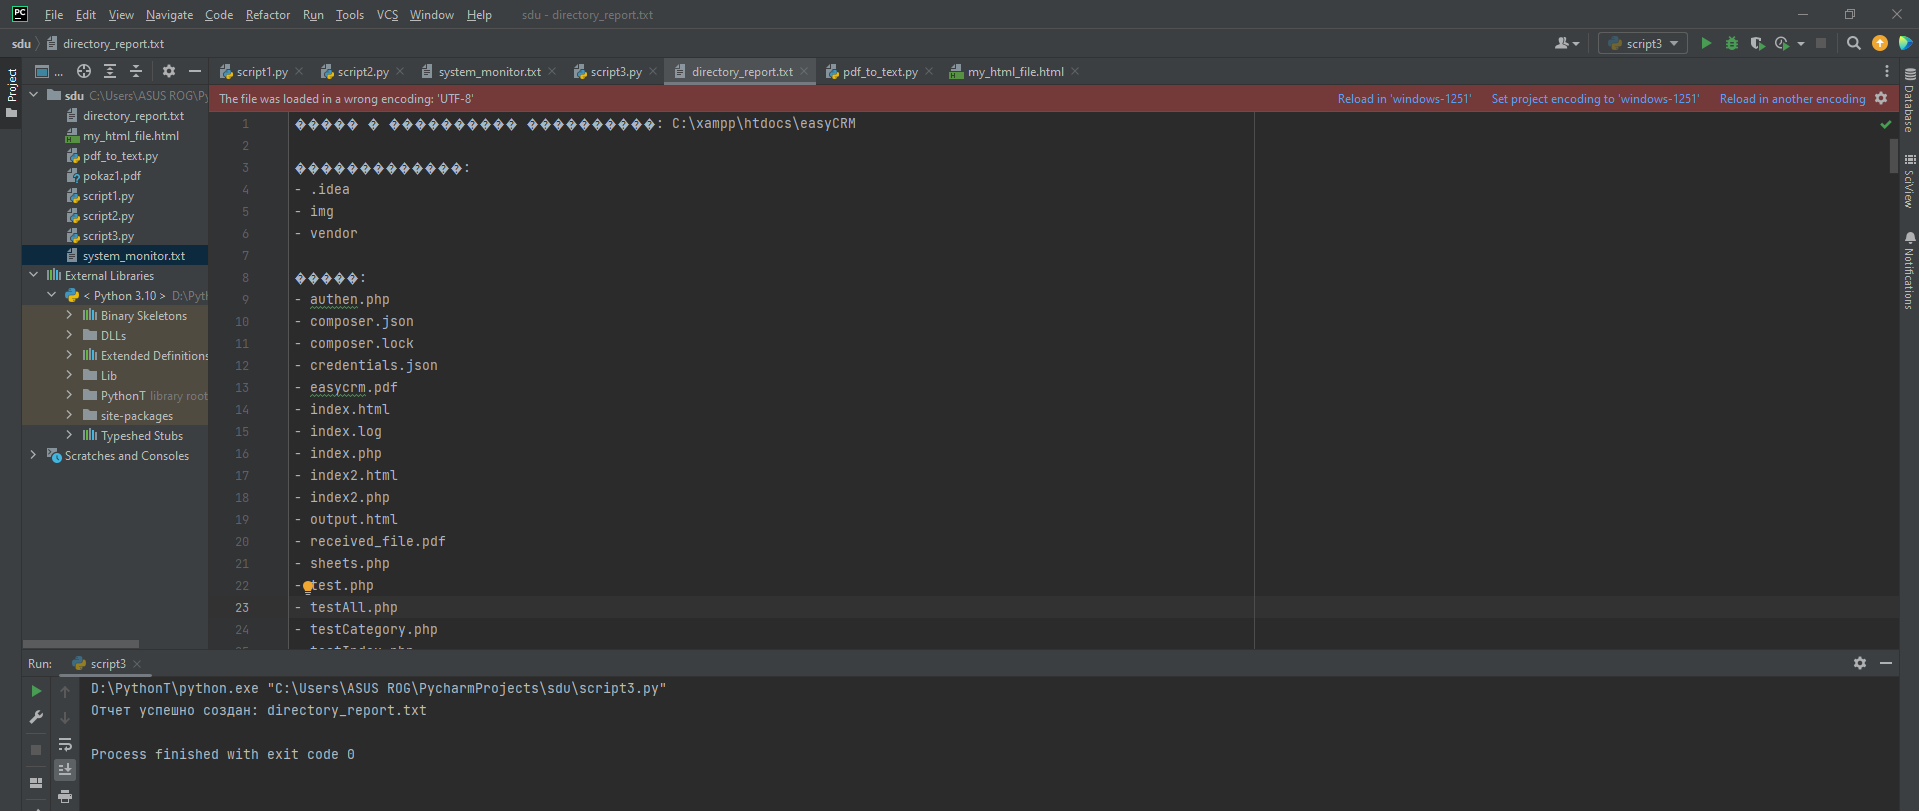 PC File Edit View Navigate Code Refactor Run Tools VCS Window Help sdu - directory_report.txt
sdu directory_report.txt script3
Project ... script1.py script2.py system_monitor.txt script3.py directory_report.txt pdf_to_text.py my_html_file.html
sdu C:\Users\ASUS ROG\Py
The file was loaded in a wrong encoding: 'UTF-8' Reload in 'windows-1251' Set project encoding to 'windows-1251' Reload in another encoding
directory_report.txt
my_html_file.html
pdf_to_text.py
pokaz1.pdf
script1.py
script2.py
script3.py
system_monitor.txt
External Libraries
< Python 3.10 > D:\Pyth
Binary Skeletons
DLLs
Extended Definitions
Lib
PythonT library root
site-packages
Typeshed Stubs
Scratches and Consoles
1 ����� � ���������� ����������: C:\xampp\htdocs\easyCRM
2
3 �������������:
4 - .idea
5 - img
6 - vendor
7
8 �����:
9 - authen.php
10 - composer.json
11 - composer.lock
12 - credentials.json
13 - easycrm.pdf
14 - index.html
15 - index.log
16 - index.php
17 - index2.html
18 - index2.php
19 - output.html
20 - received_file.pdf
21 - sheets.php
22 - test.php
23 - testAll.php
24 - testCategory.php
Database
SciView
Notifications
Run: script3
D:\PythonT\python.exe "C:\Users\ASUS ROG\PycharmProjects\sdu\script3.py"
Отчет успешно создан: directory_report.txt
Process finished with exit code 0